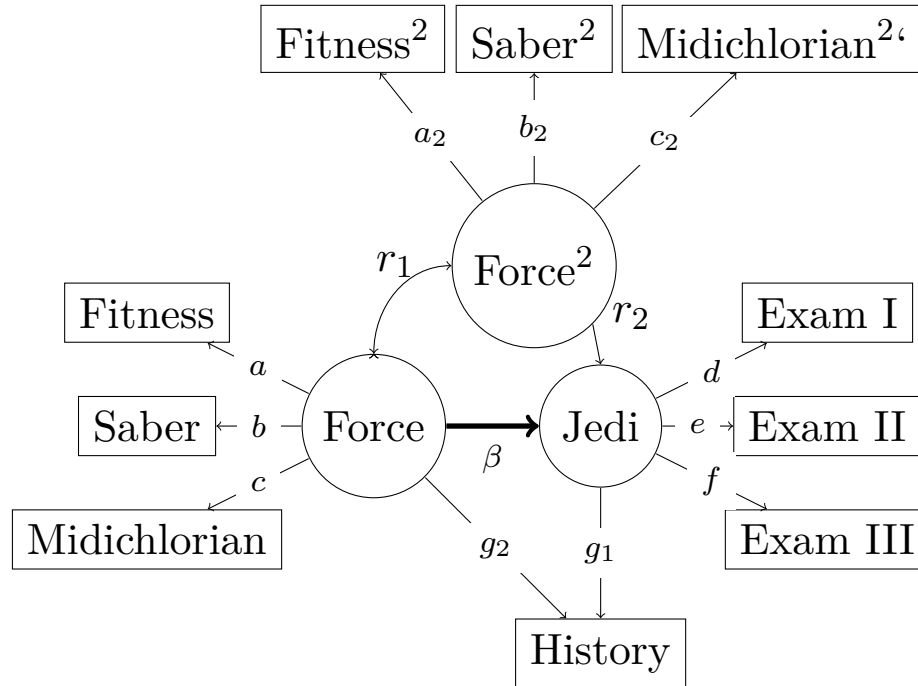 Fitness² Saber² Midichlorian²‘
a₂ b₂ c₂
r₁ Force² r₂
Fitness Exam I
a d
Saber b Force β Jedi e Exam II
c f
Midichlorian Exam III
g₂ g₁
History